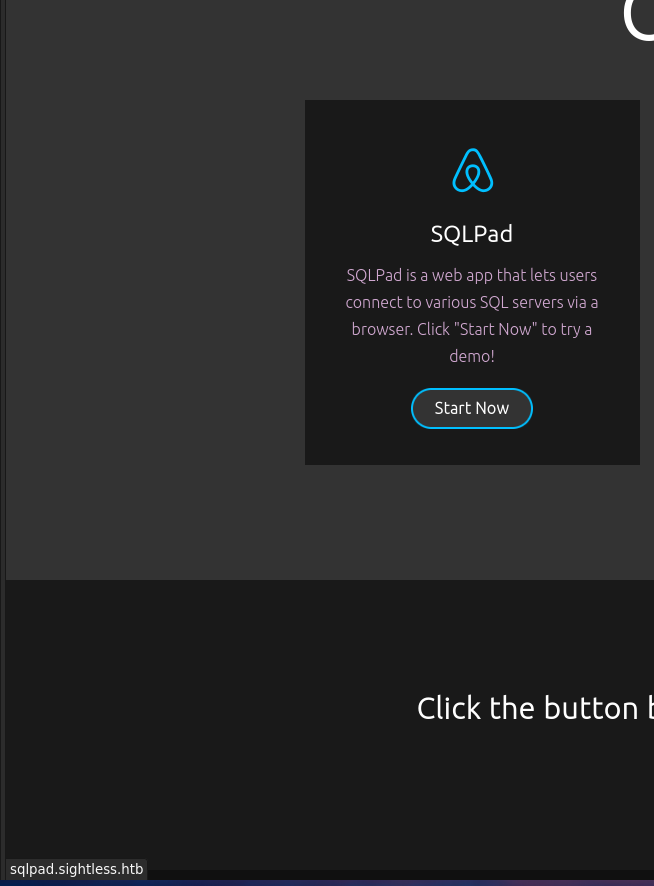 SQLPad
SQLPad is a web app that lets users
connect to various SQL servers via a
browser. Click "Start Now" to try a
demo!
Start Now
Click the button
sqlpad.sightless.htb